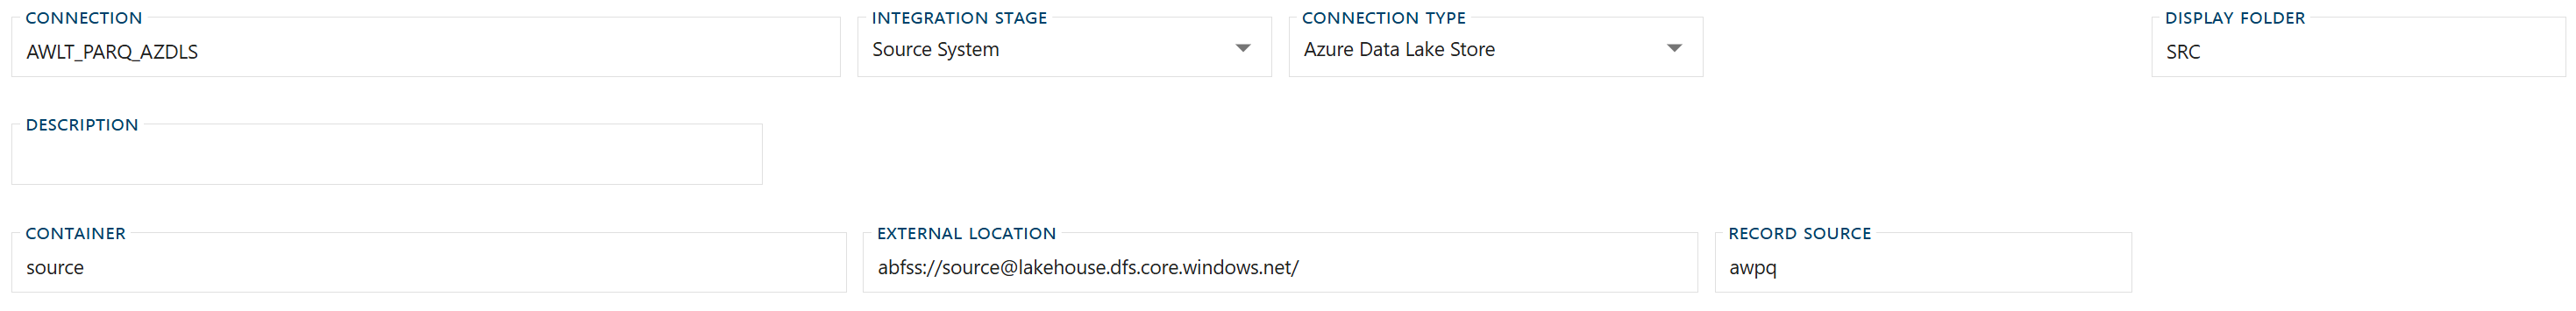 CONNECTION
AWLT_PARQ_AZDLS
INTEGRATION STAGE
Source System
CONNECTION TYPE
Azure Data Lake Store
DISPLAY FOLDER
SRC
DESCRIPTION
CONTAINER
source
EXTERNAL LOCATION
abfss://source@lakehouse.dfs.core.windows.net/
RECORD SOURCE
awpq